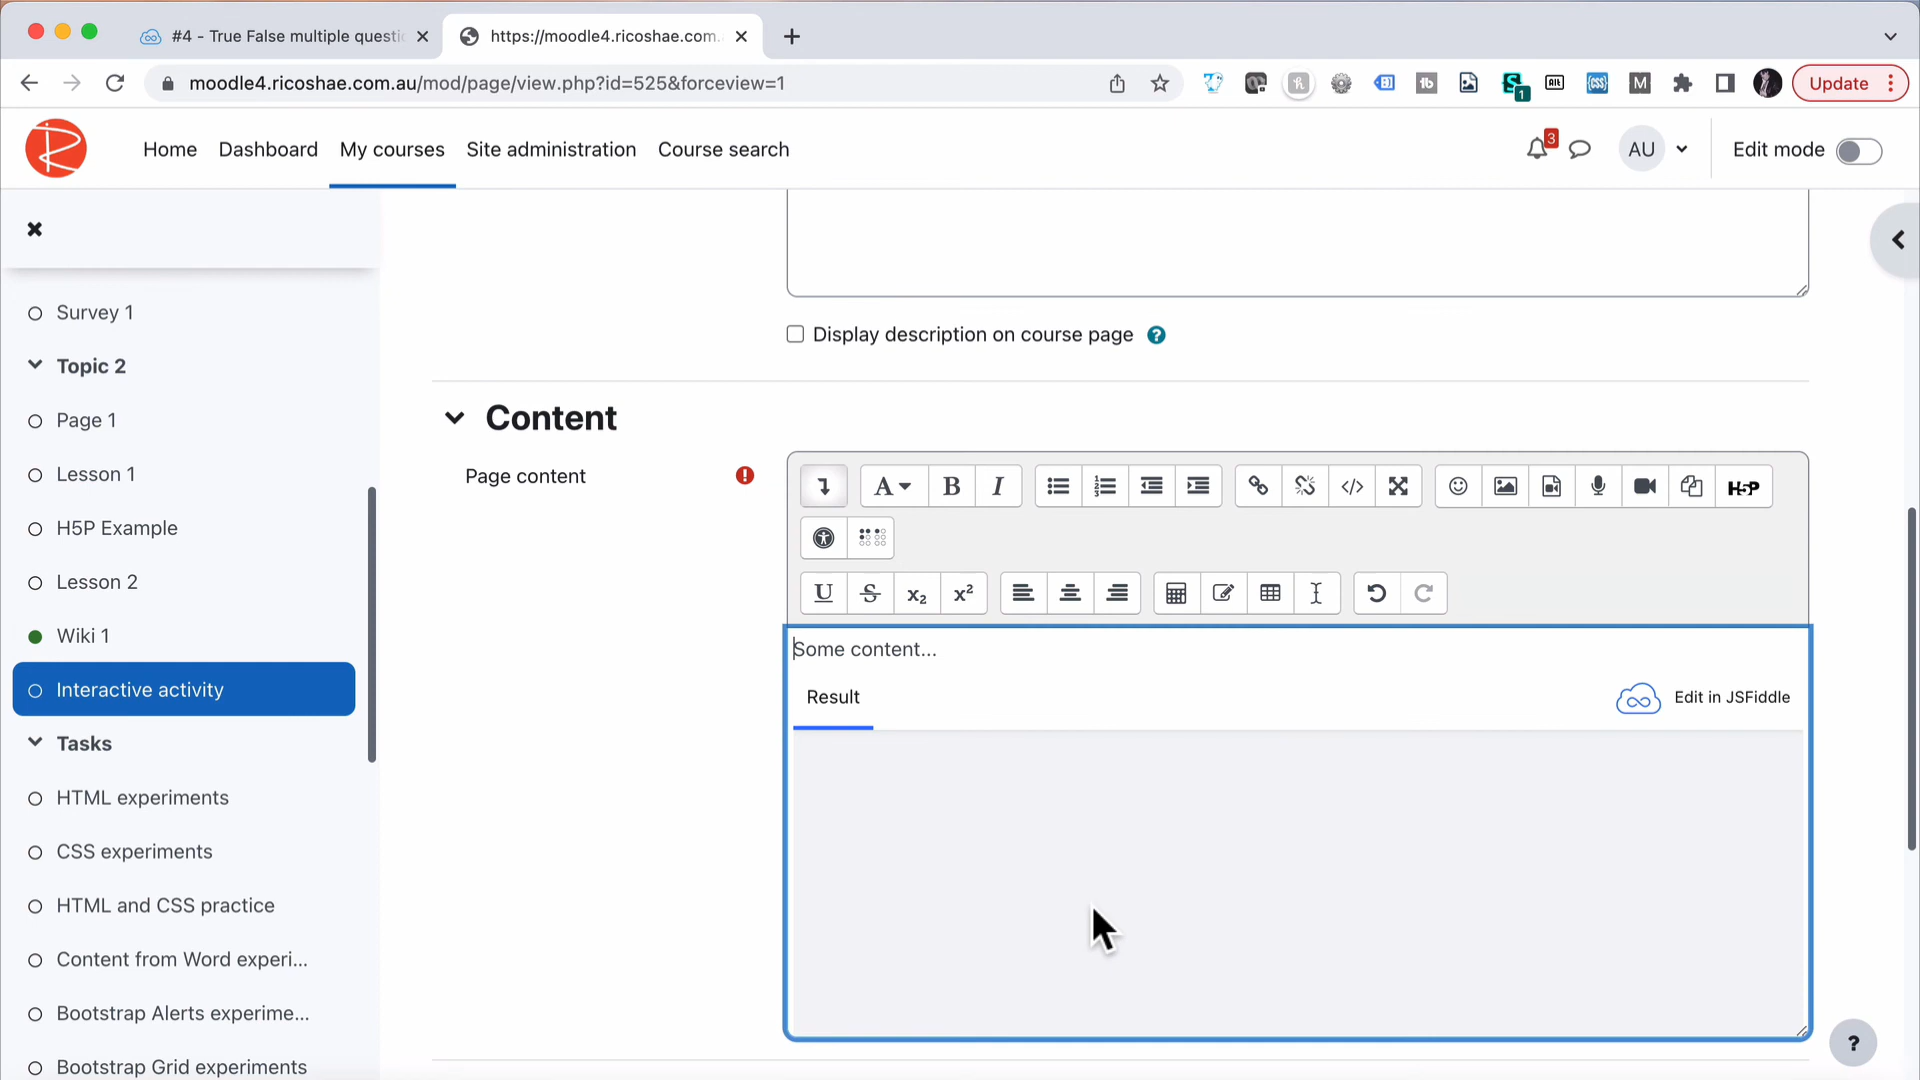 #4 - True False multiple questi
https://moodle4.ricoshae.com.
moodle4.ricoshae.com.au/mod/page/view.php?id=525&forceview=1
Update
Home
Dashboard
My courses
Site administration
Course search
3
AU
Edit mode
Survey 1
Topic 2
Page 1
Lesson 1
H5P Example
Lesson 2
Wiki 1
Interactive activity
Tasks
HTML experiments
CSS experiments
HTML and CSS practice
Content from Word experi...
Bootstrap Alerts experime...
Bootstrap Grid experiments
Display description on course page
Content
Page content
A B I
H5P
U S x₂ x²
Some content...
Result
Edit in JSFiddle
?